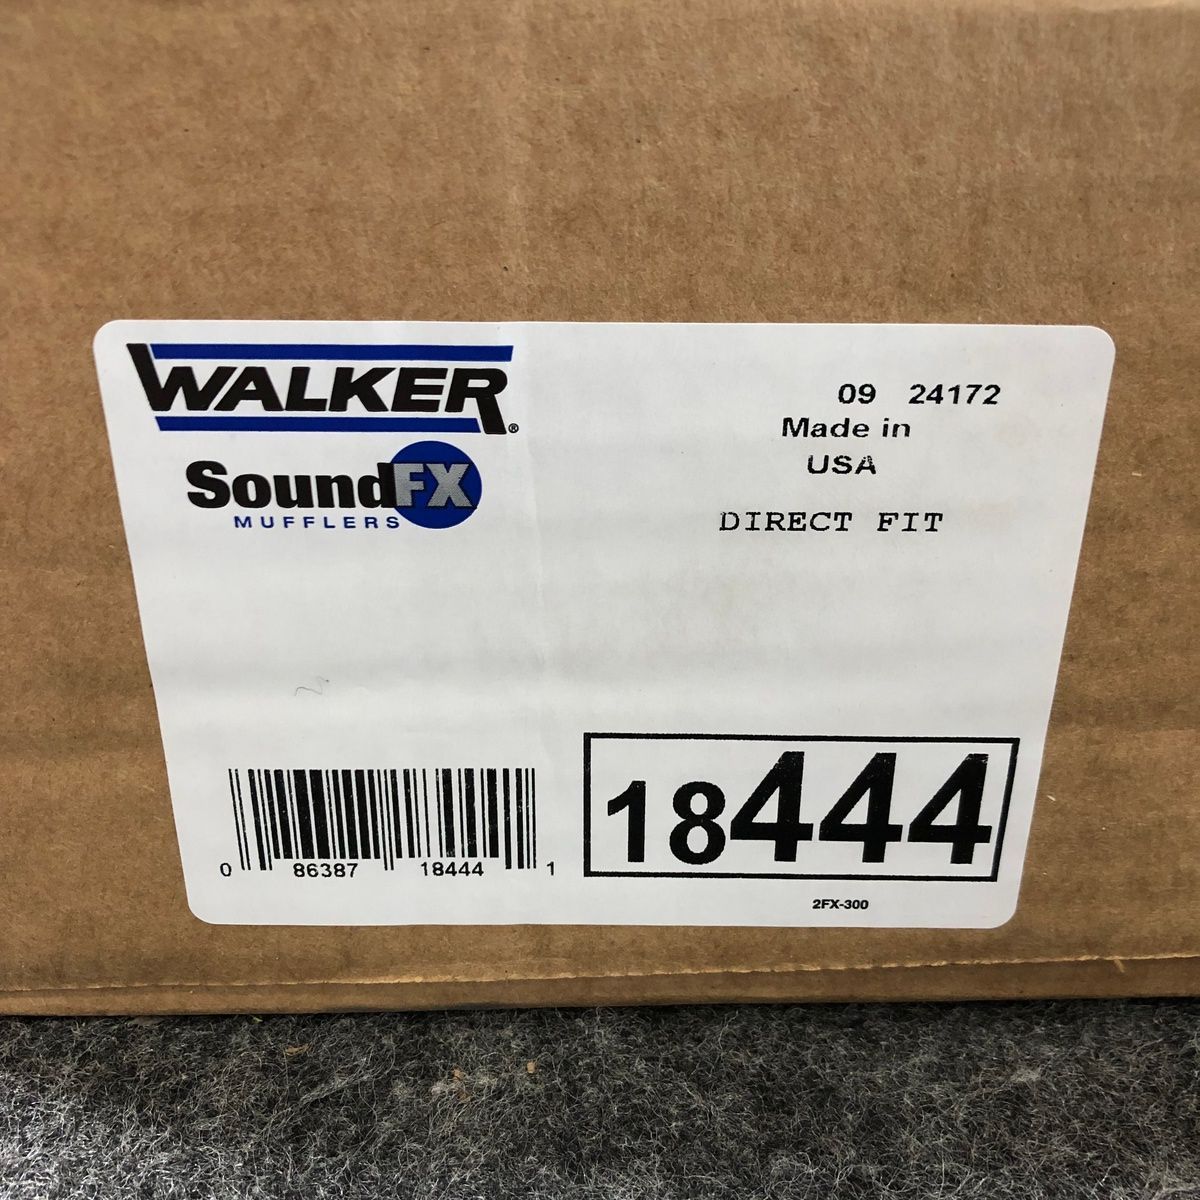 WALKER®
SoundFX
MUFFLERS
09 24172
Made in
USA
DIRECT FIT
0 86387 18444 1
18444
2FX-300